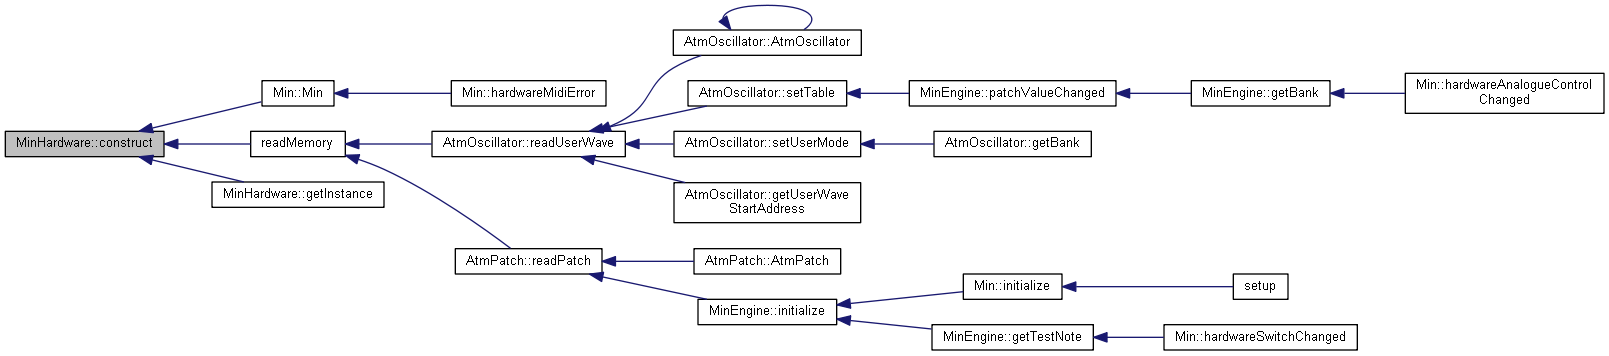 AtmOscillator::AtmOscillator
Min::Min
Min::hardwareMidiError
AtmOscillator::setTable
MinEngine::patchValueChanged
MinEngine::getBank
Min::hardwareAnalogueControl
Changed
MinHardware::construct
readMemory
AtmOscillator::readUserWave
AtmOscillator::setUserMode
AtmOscillator::getBank
MinHardware::getInstance
AtmOscillator::getUserWave
StartAddress
AtmPatch::readPatch
AtmPatch::AtmPatch
MinEngine::initialize
Min::initialize
setup
MinEngine::getTestNote
Min::hardwareSwitchChanged